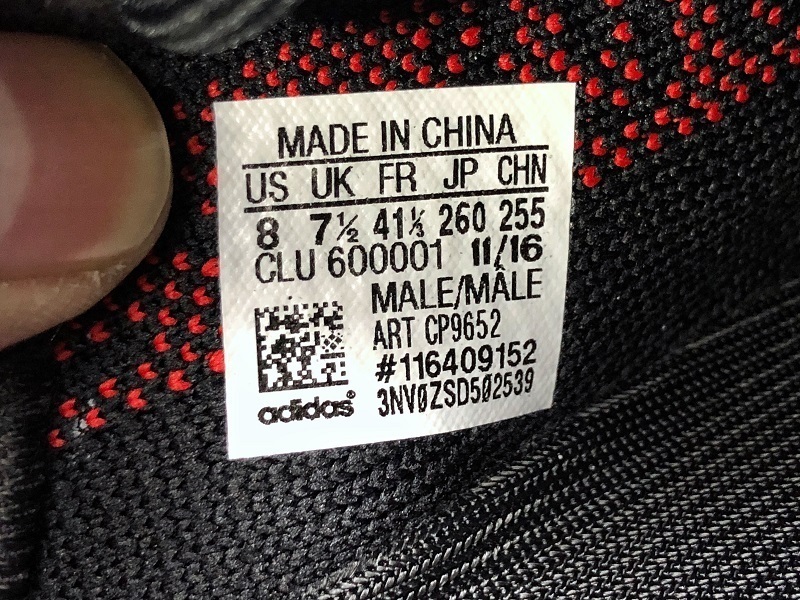 MADE IN CHINA
US UK FR JP CHN
8 7½ 41⅓ 260 255
CLU 600001 11/16
MALE/MÂLE
ART CP9652
#116409152
3NV0ZSD502539
adidas®